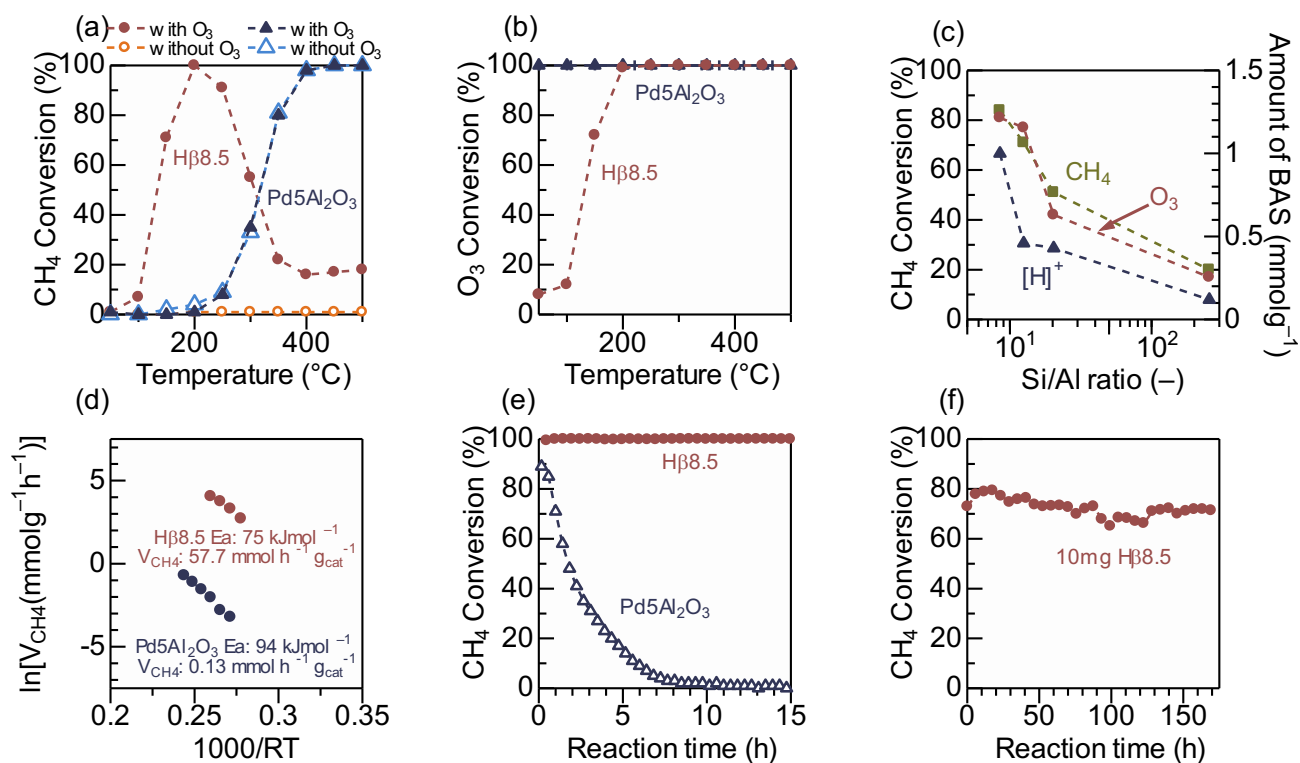 (a)
with O₃
without O₃
with O₃
without O₃
CH₄ Conversion (%)
100
80
60
40
20
0
200
400
Temperature (°C)
Hβ8.5
Pd5Al₂O₃
(b)
O₃ Conversion (%)
100
80
60
40
20
0
200
400
Temperature (°C)
Pd5Al₂O₃
Hβ8.5
(c)
CH₄ Conversion (%)
100
80
60
40
20
0
10¹
10²
Si/Al ratio (–)
1.5
1
0.5
0
Amount of BAS (mmolg⁻¹)
CH₄
O₃
[H]⁺
(d)
ln[V_CH4(mmolg⁻¹h⁻¹)]
5
0
-5
0.2
0.25
0.3
0.35
1000/RT
Hβ8.5 Ea: 75 kJmol⁻¹
V_CH4: 57.7 mmol h⁻¹ g_cat⁻¹
Pd5Al₂O₃ Ea: 94 kJmol⁻¹
V_CH4: 0.13 mmol h⁻¹ g_cat⁻¹
(e)
CH₄ Conversion (%)
100
80
60
40
20
0
0
5
10
15
Reaction time (h)
Hβ8.5
Pd5Al₂O₃
(f)
CH₄ Conversion (%)
100
80
60
40
20
0
0
50
100
150
Reaction time (h)
10mg Hβ8.5